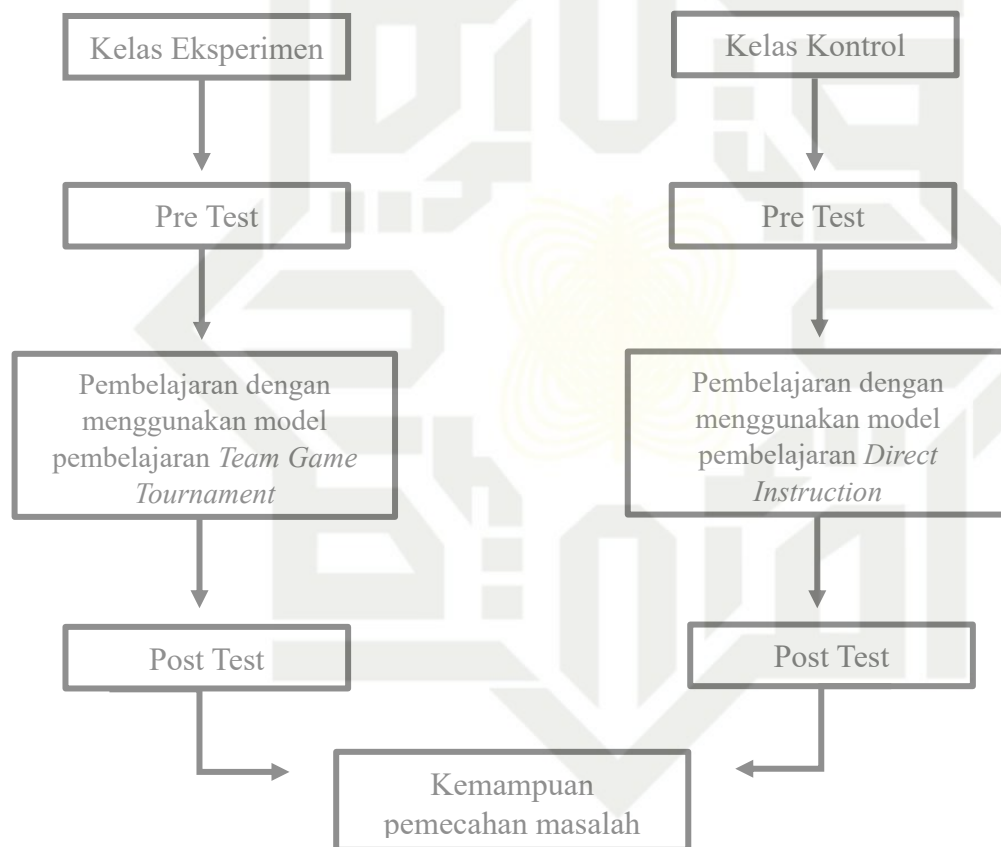 Kelas Eksperimen
Kelas Kontrol
Pre Test
Pre Test
Pembelajaran dengan
menggunakan model
pembelajaran Team Game
Tournament
Pembelajaran dengan
menggunakan model
pembelajaran Direct
Instruction
Post Test
Post Test
Kemampuan
pemecahan masalah